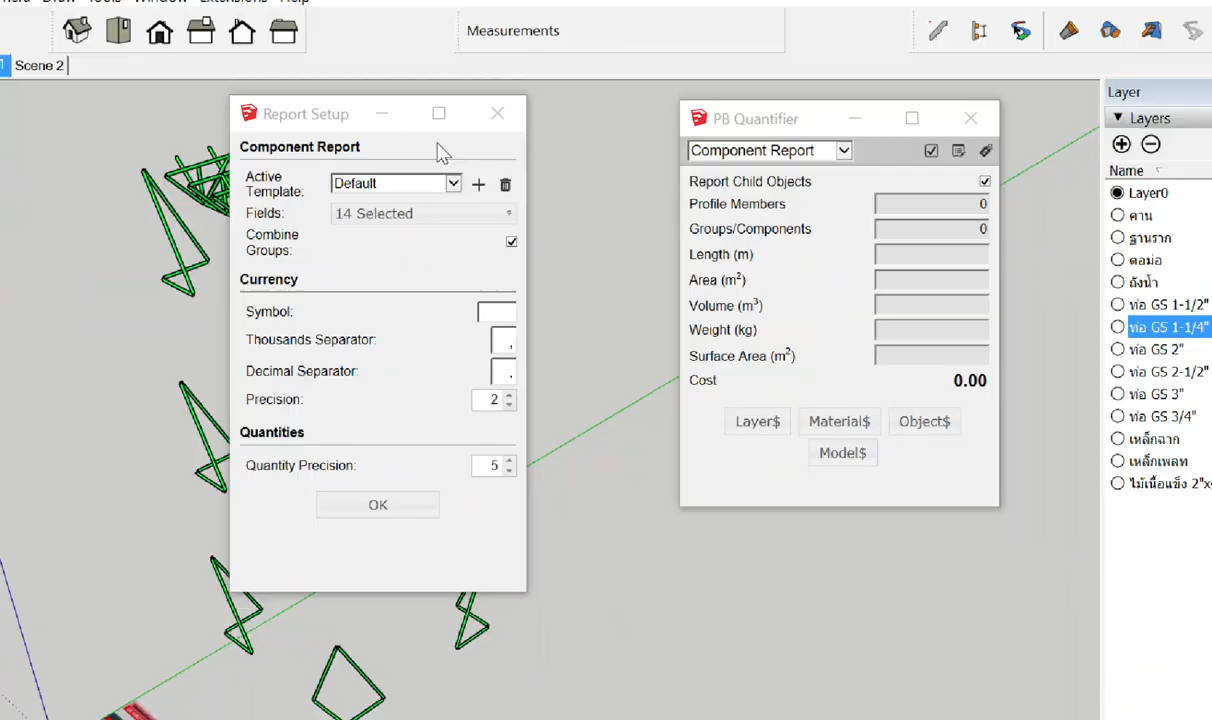 Measurements
Scene 2
Report Setup
Component Report
Active
Template:
Default
Fields:
14 Selected
Combine
Groups:
Currency
Symbol:
Thousands Separator:
,
Decimal Separator:
.
Precision:
2
Quantities
Quantity Precision:
5
OK
PB Quantifier
Component Report
Report Child Objects
Profile Members
0
Groups/Components
0
Length (m)
Area (m²)
Volume (m³)
Weight (kg)
Surface Area (m²)
Cost
0.00
Layer$
Material$
Object$
Model$
Layer
Layers
Name
Layer0
คาน
ฐานราก
ตอม่อ
ถังน้ำ
ท่อ GS 1-1/2"
ท่อ GS 1-1/4"
ท่อ GS 2"
ท่อ GS 2-1/2"
ท่อ GS 3"
ท่อ GS 3/4"
เหล็กฉาก
เหล็กเพลท
ไม้เนื้อแข็ง 2"x